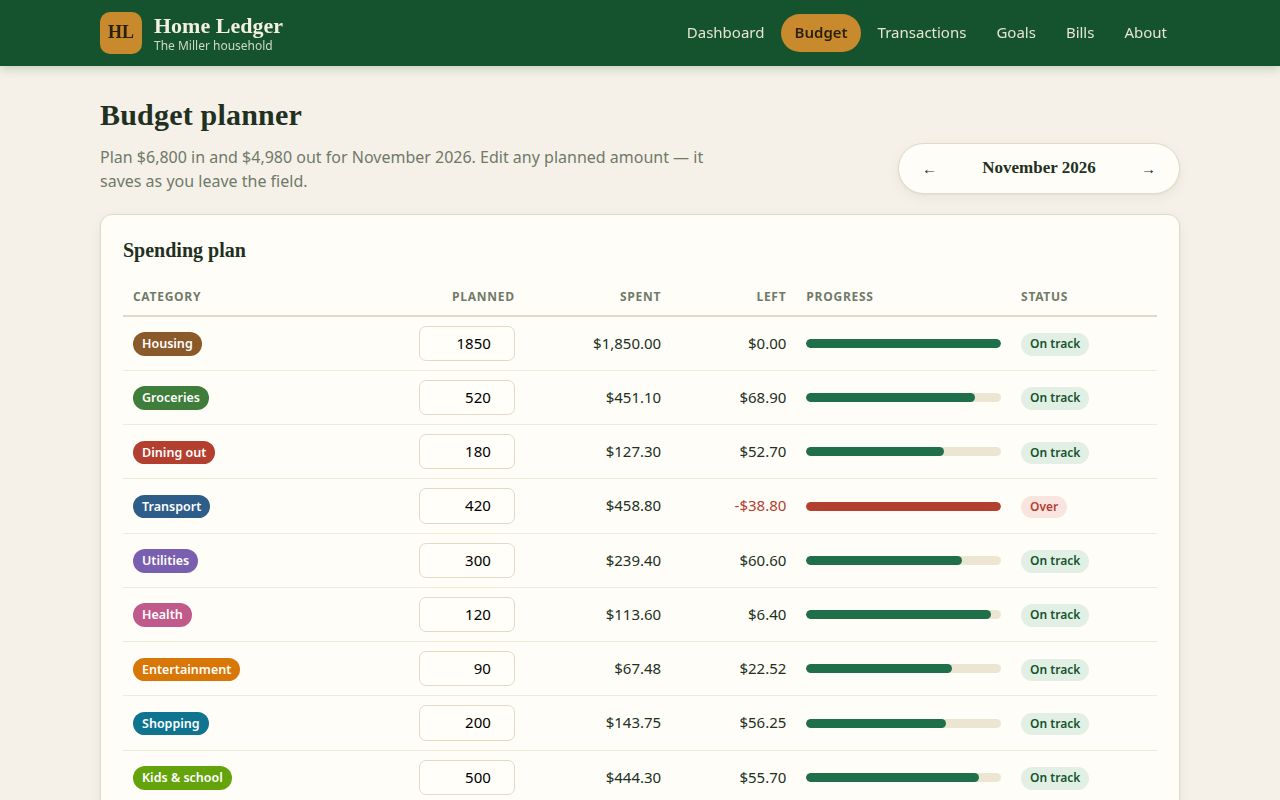 HL
Home Ledger
The Miller household
Dashboard Budget Transactions Goals Bills About
Budget planner
Plan $6,800 in and $4,980 out for November 2026. Edit any planned amount — it
saves as you leave the field.
← November 2026 →
Spending plan
CATEGORY PLANNED SPENT LEFT PROGRESS STATUS
Housing 1850 $1,850.00 $0.00 On track
Groceries 520 $451.10 $68.90 On track
Dining out 180 $127.30 $52.70 On track
Transport 420 $458.80 -$38.80 Over
Utilities 300 $239.40 $60.60 On track
Health 120 $113.60 $6.40 On track
Entertainment 90 $67.48 $22.52 On track
Shopping 200 $143.75 $56.25 On track
Kids & school 500 $444.30 $55.70 On track